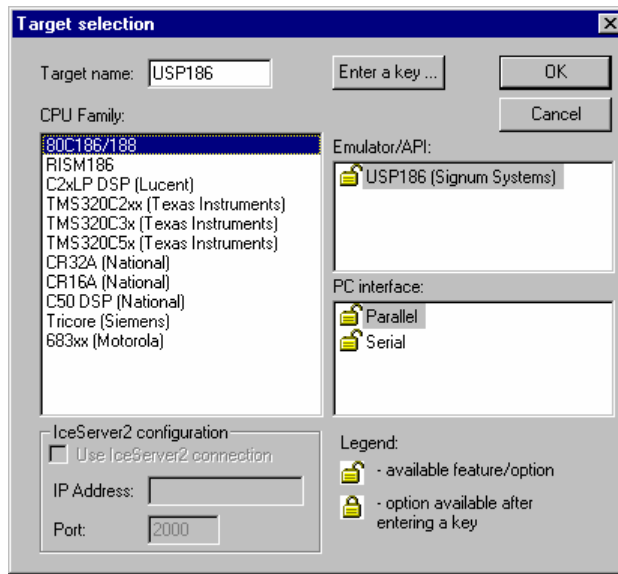 Target selection
Target name: USP186
Enter a key ...
OK
Cancel
CPU Family:
80C186/188
RISM186
C2xLP DSP (Lucent)
TMS320C2xx (Texas Instruments)
TMS320C3x (Texas Instruments)
TMS320C5x (Texas Instruments)
CR32A (National)
CR16A (National)
C50 DSP (National)
Tricore (Siemens)
683xx (Motorola)
Emulator/API:
USP186 (Signum Systems)
PC interface:
Parallel
Serial
IceServer2 configuration
Use IceServer2 connection
IP Address:
Port: 2000
Legend:
- available feature/option
- option available after
entering a key